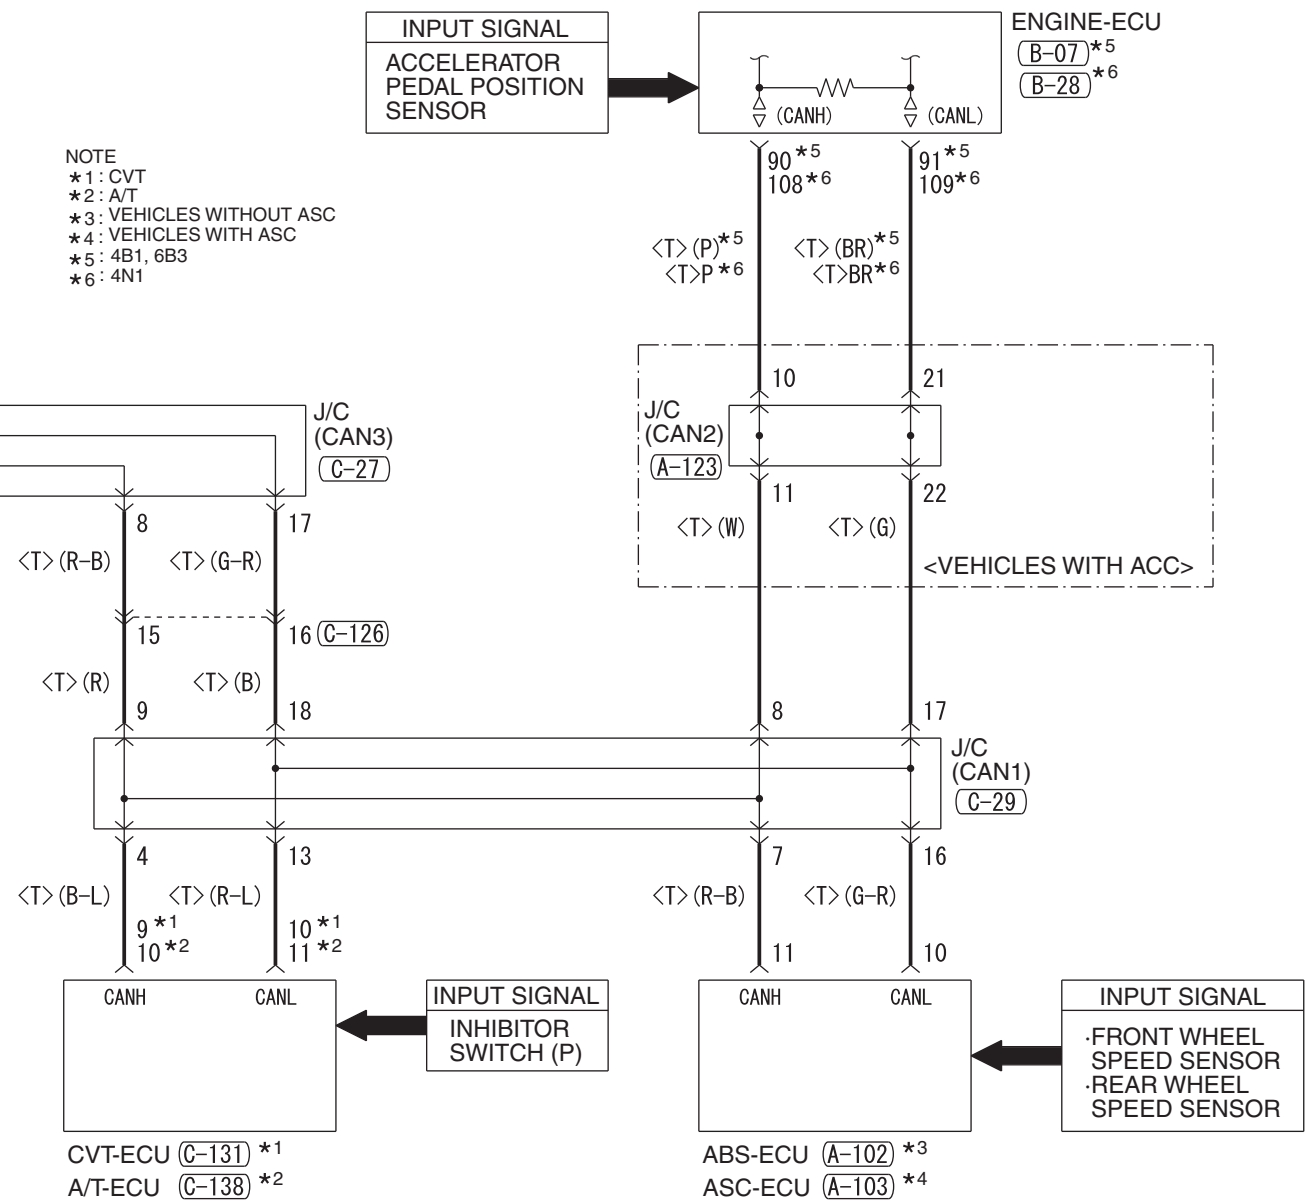 INPUT SIGNAL
ACCELERATOR
PEDAL POSITION
SENSOR
ENGINE-ECU
B-07 *5
B-28 *6
(CANH)
(CANL)
90 *5
108 *6
91 *5
109 *6
NOTE
*1 : CVT
*2 : A/T
*3 : VEHICLES WITHOUT ASC
*4 : VEHICLES WITH ASC
*5 : 4B1, 6B3
*6 : 4N1
<T> (P) *5
<T>P *6
<T> (BR) *5
<T>BR *6
10
21
J/C
(CAN2)
A-123
11
22
<T> (W)
<T> (G)
<VEHICLES WITH ACC>
J/C
(CAN3)
C-27
8
17
<T> (R-B)
<T> (G-R)
15
16
C-126
<T> (R)
<T> (B)
9
18
8
17
J/C
(CAN1)
C-29
4
13
7
16
<T> (B-L)
<T> (R-L)
<T> (R-B)
<T> (G-R)
9 *1
10 *2
10 *1
11 *2
11
10
CANH
CANL
INPUT SIGNAL
INHIBITOR
SWITCH (P)
CANH
CANL
INPUT SIGNAL
·FRONT WHEEL
SPEED SENSOR
·REAR WHEEL
SPEED SENSOR
CVT-ECU C-131 *1
A/T-ECU C-138 *2
ABS-ECU A-102 *3
ASC-ECU A-103 *4